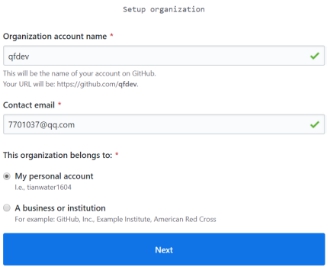 Setup organization
Organization account name *
qfdev
This will be the name of your account on GitHub.
Your URL will be: https://github.com/qfdev.
Contact email *
7701037@qq.com
This organization belongs to: *
My personal account
I.e., tianwater1604
A business or institution
For example: GitHub, Inc., Example Institute, American Red Cross
Next